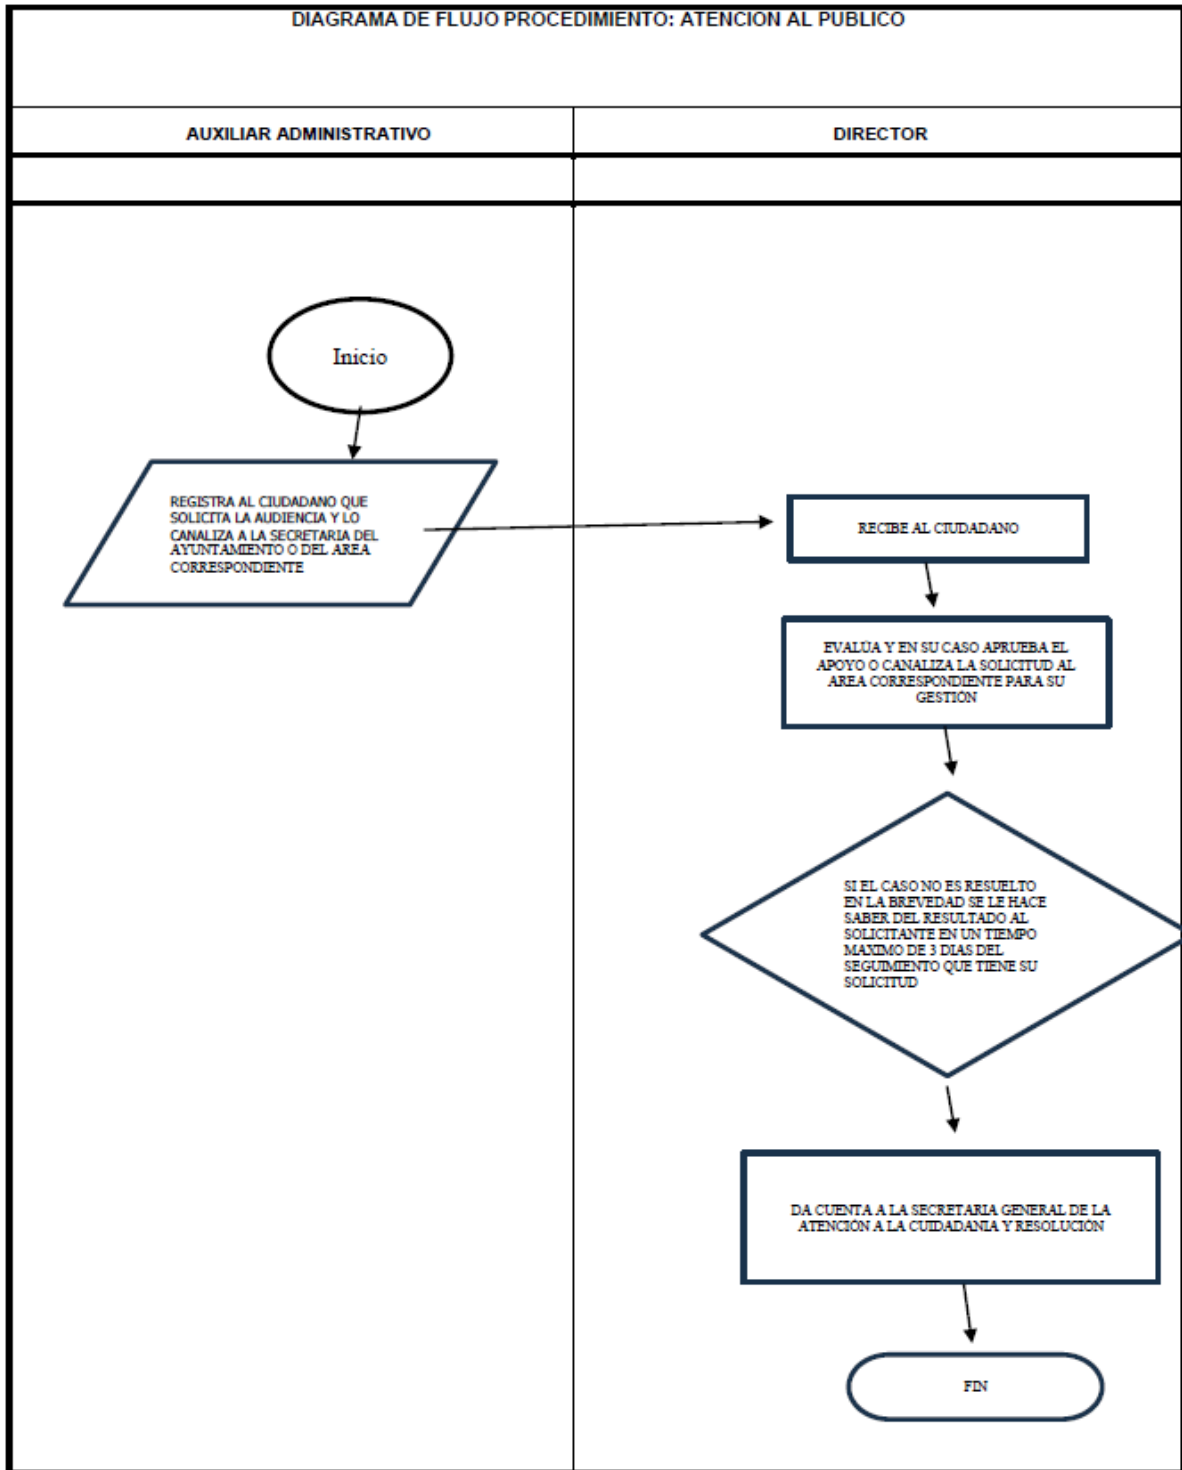 DIAGRAMA DE FLUJO PROCEDIMIENTO: ATENCION AL PUBLICO
AUXILIAR ADMINISTRATIVO
DIRECTOR
Inicio
REGISTRA AL CIUDADANO QUE
SOLICITA LA AUDIENCIA Y LO
CANALIZA A LA SECRETARIA DEL
AYUNTAMIENTO O DEL AREA
CORRESPONDIENTE
RECIBE AL CIUDADANO
EVALÚA Y EN SU CASO APRUEBA EL
APOYO O CANALIZA LA SOLICITUD AL
AREA CORRESPONDIENTE PARA SU
GESTIÓN
SI EL CASO NO ES RESUELTO
EN LA BREVEDAD SE LE HACE
SABER DEL RESULTADO AL
SOLICITANTE EN UN TIEMPO
MAXIMO DE 3 DIAS DEL
SEGUIMIENTO QUE TIENE SU
SOLICITUD
DA CUENTA A LA SECRETARIA GENERAL DE LA
ATENCIÓN A LA CUIDADANIA Y RESOLUCIÓN
FIN